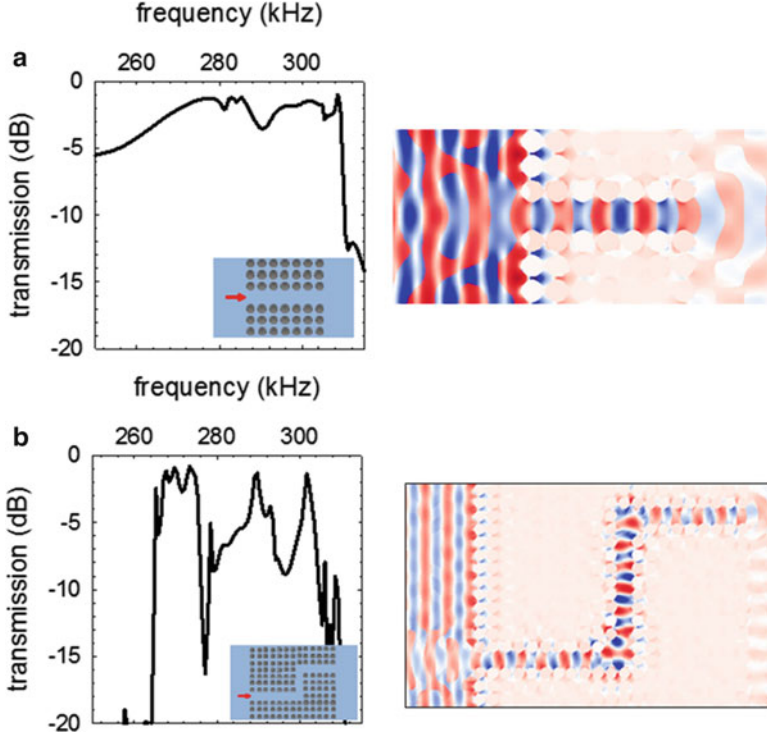 frequency (kHz)
a
260 280 300
0
-5
-10
-15
-20
transmission (dB)
frequency (kHz)
b
260 280 300
0
-5
-10
-15
-20
transmission (dB)